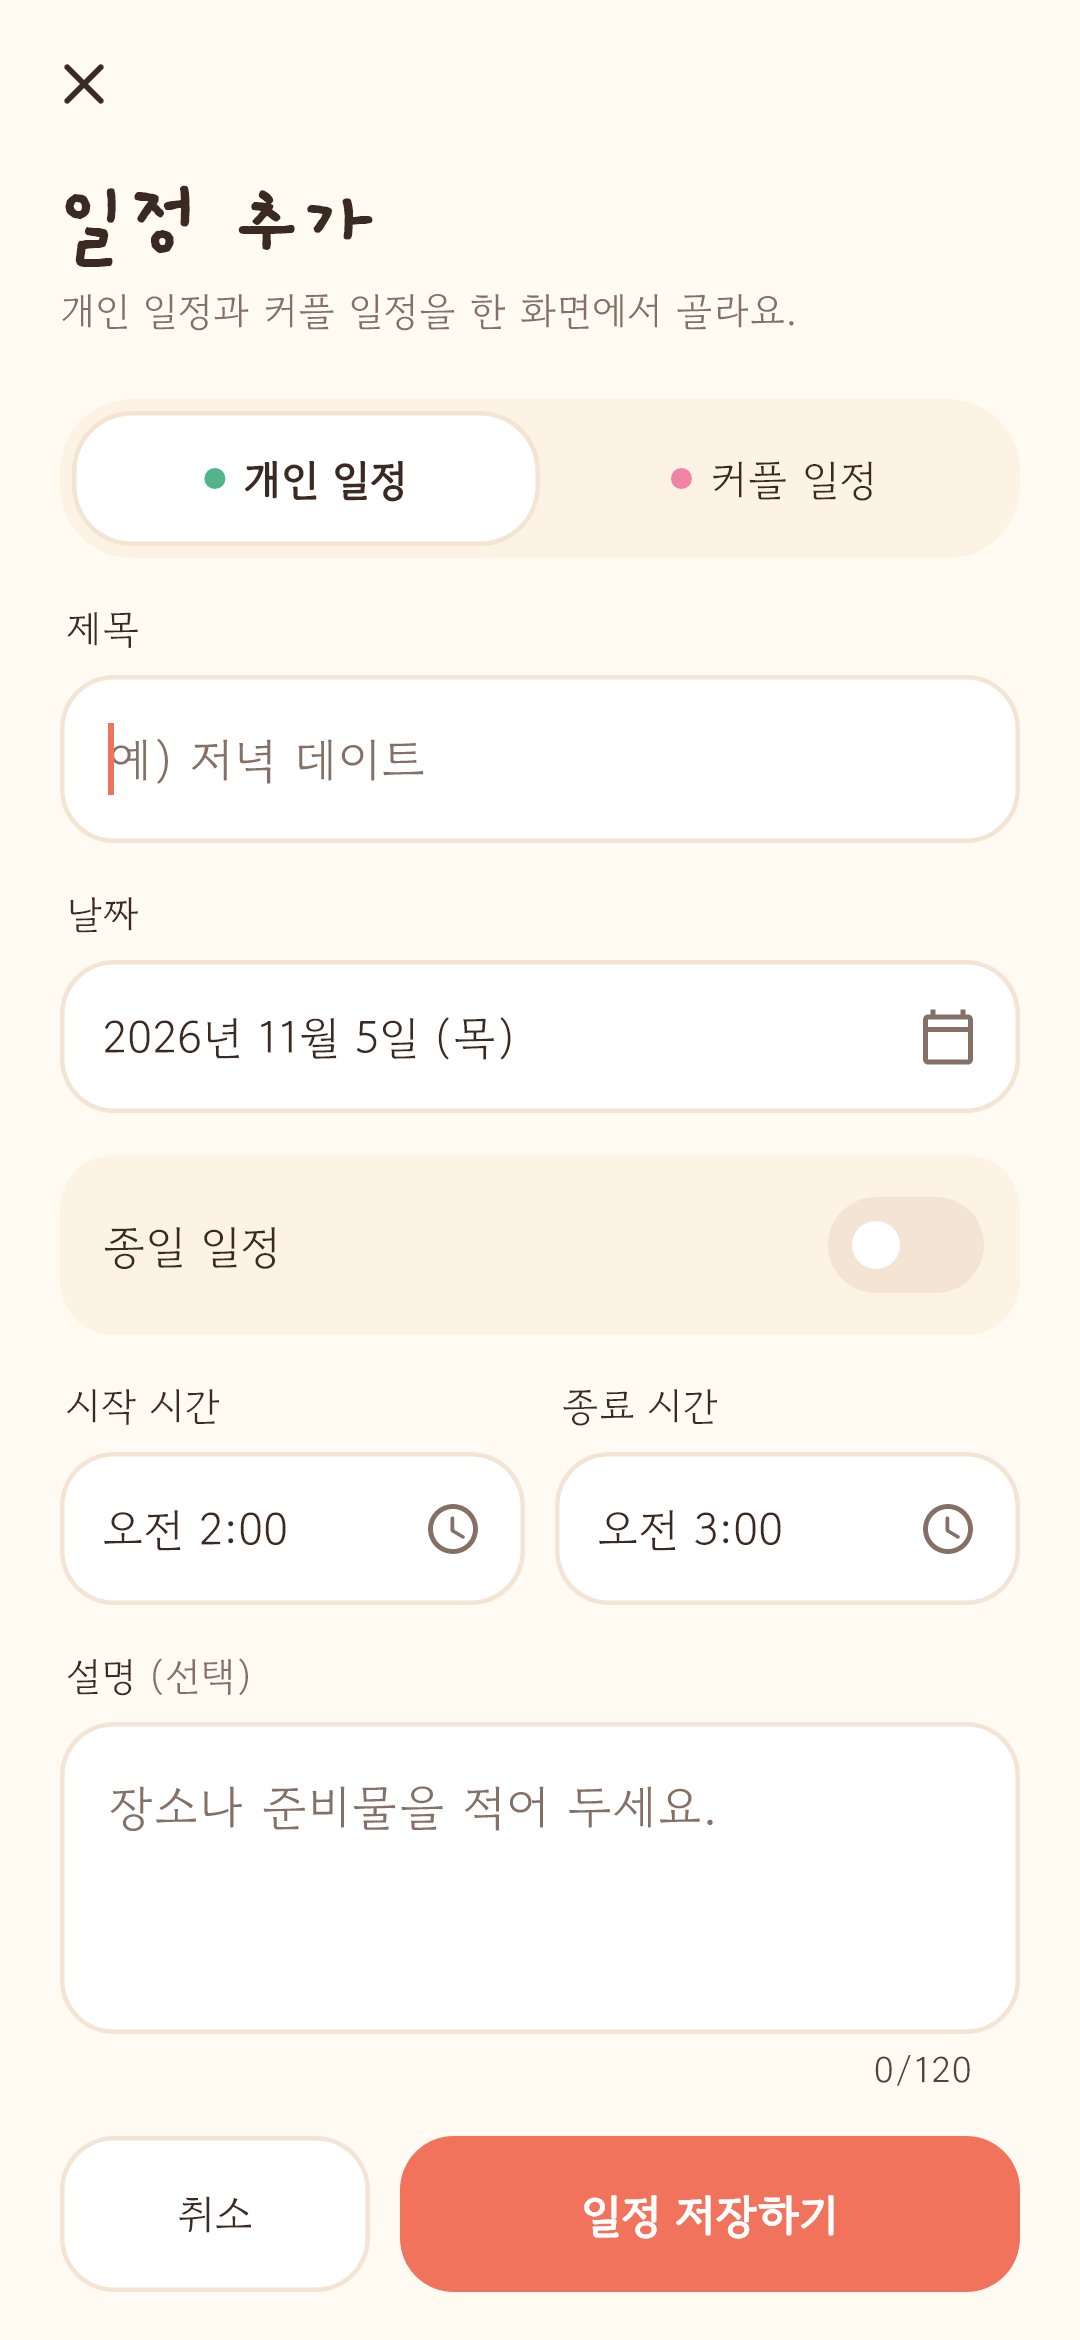 일정 추가
개인 일정과 커플 일정을 한 화면에서 골라요.
개인 일정
커플 일정
제목
예) 저녁 데이트
날짜
2026년 11월 5일 (목)
종일 일정
시작 시간
종료 시간
오전 2:00
오전 3:00
설명 (선택)
장소나 준비물을 적어 두세요.
0/120
취소
일정 저장하기